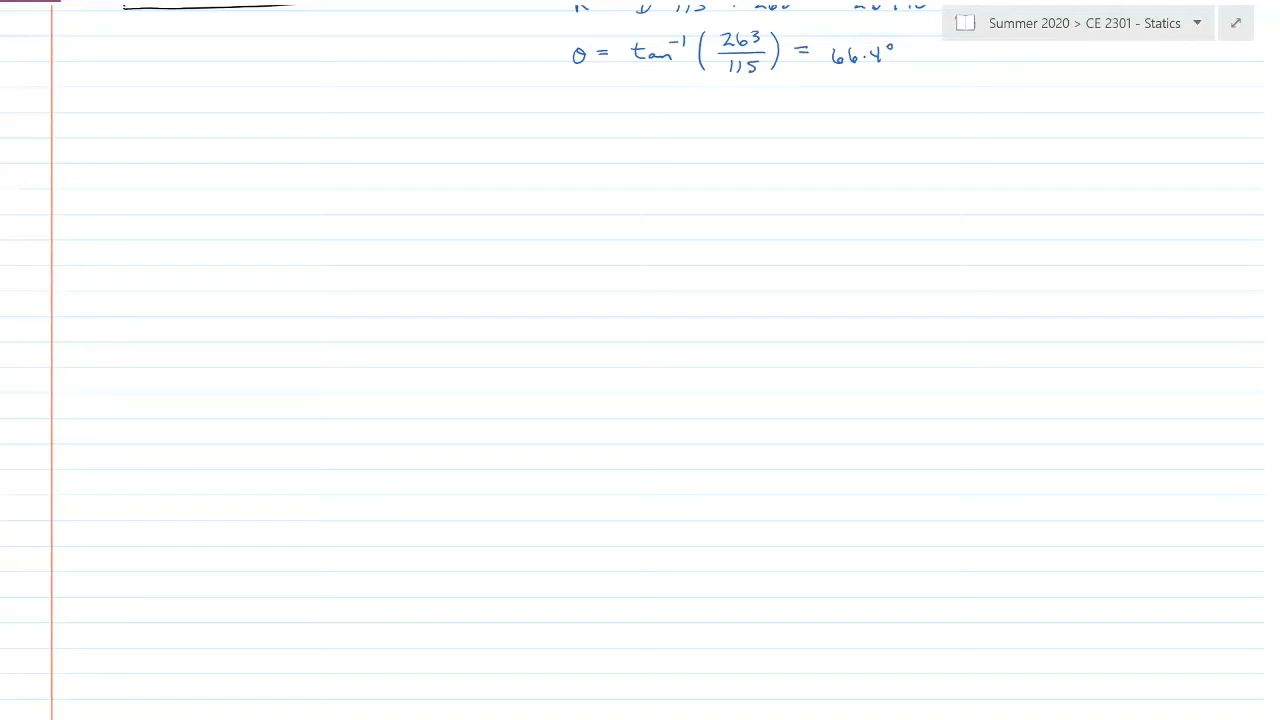 Summer 2020 > CE 2301 - Statics
θ = tan⁻¹ ( 263 / 115 ) = 66.4°